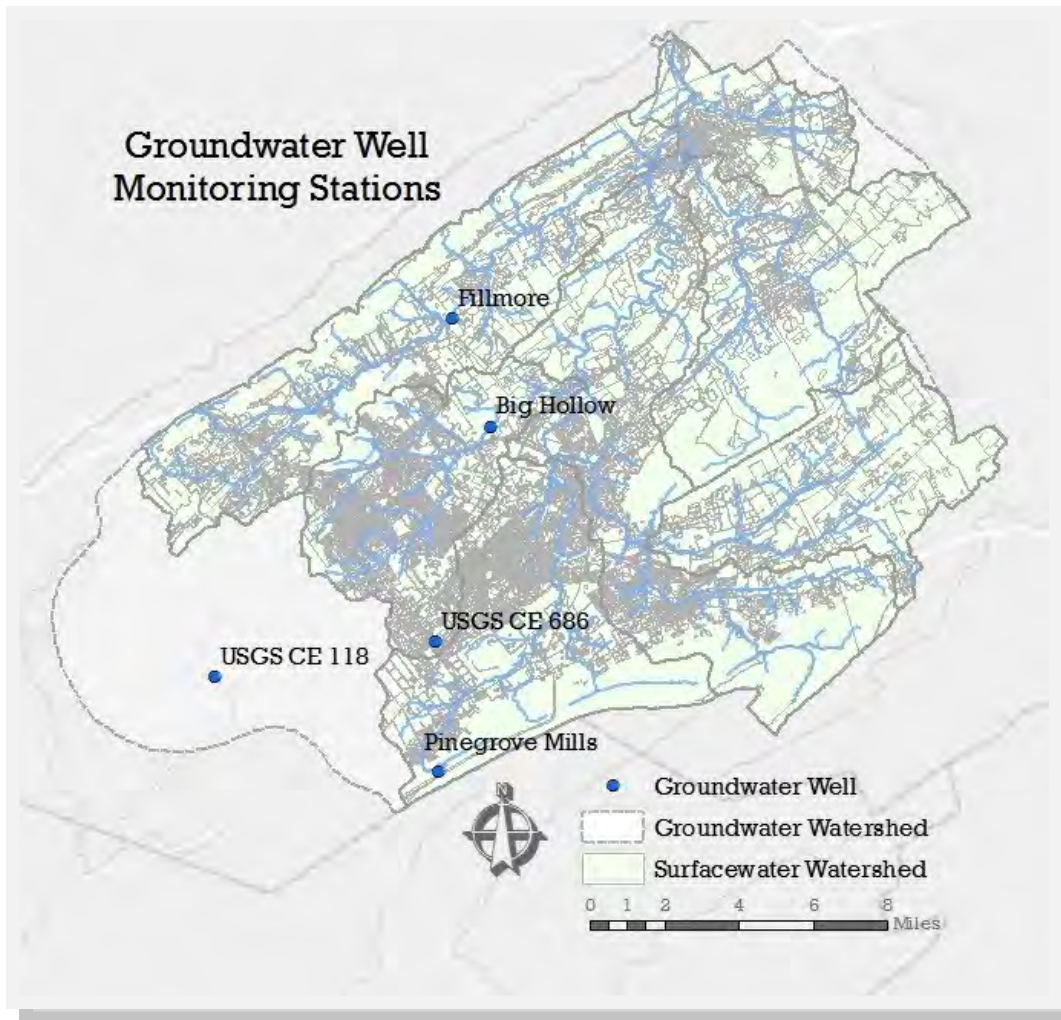 Groundwater Well
Monitoring Stations
Fillmore
Big Hollow
USGS CE 686
USGS CE 118
Pinegrove Mills
N
Groundwater Well
Groundwater Watershed
Surfacewater Watershed
0 1 2 4 6 8
Miles